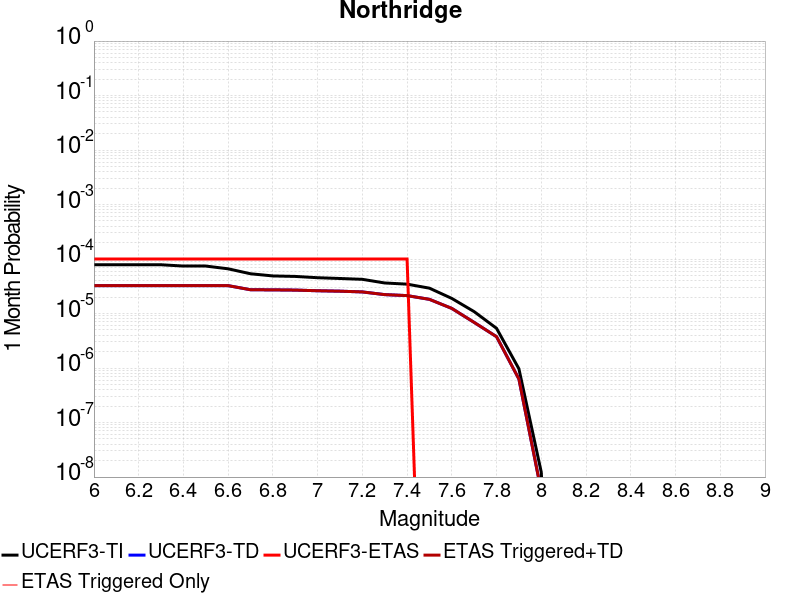 Northridge
10^0
10^-1
10^-2
10^-3
10^-4
10^-5
10^-6
10^-7
10^-8
1 Month Probability
6 6.2 6.4 6.6 6.8 7 7.2 7.4 7.6 7.8 8 8.2 8.4 8.6 8.8 9
Magnitude
UCERF3-TI UCERF3-TD UCERF3-ETAS ETAS Triggered+TD
ETAS Triggered Only